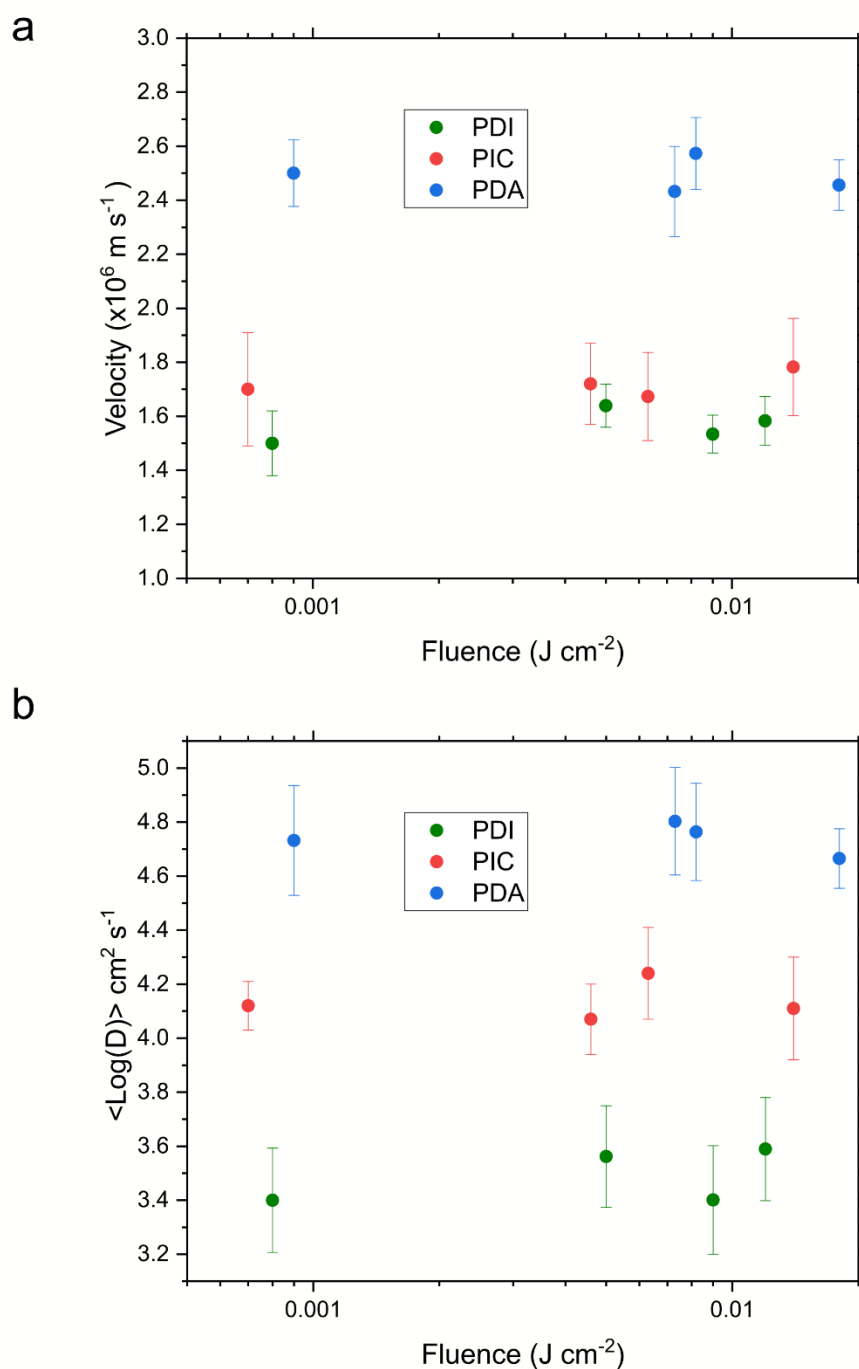 a
3.0
2.8
2.6
2.4
2.2
2.0
1.8
1.6
1.4
1.2
1.0
Velocity (x10⁶ m s⁻¹)
PDI
PIC
PDA
0.001
0.01
Fluence (J cm⁻²)
b
5.0
4.8
4.6
4.4
4.2
4.0
3.8
3.6
3.4
3.2
<Log(D)> cm² s⁻¹
PDI
PIC
PDA
0.001
0.01
Fluence (J cm⁻²)